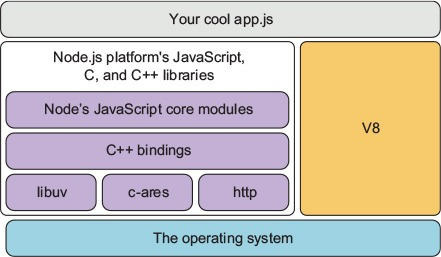 Your cool app.js
Node.js platform's JavaScript,
C, and C++ libraries
Node's JavaScript core modules
C++ bindings
libuv
c-ares
http
V8
The operating system